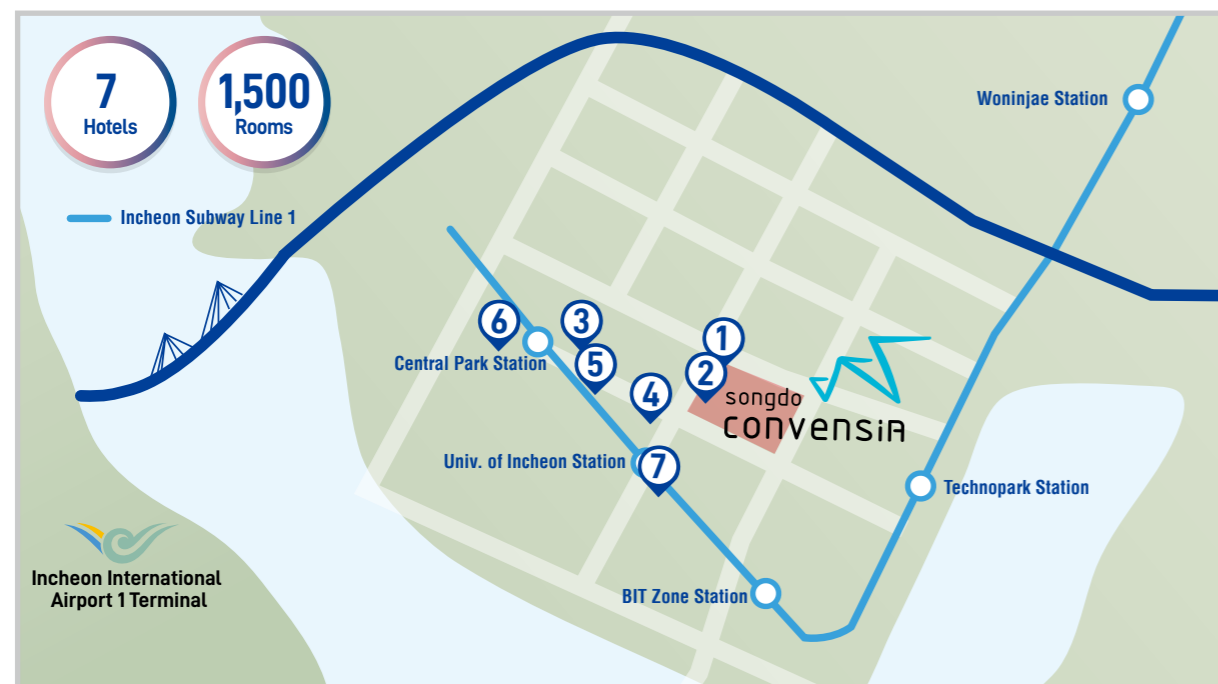 7
Hotels
1,500
Rooms
Incheon Subway Line 1
Woninjae Station
6
3
1
Central Park Station
5
2
4
songdo
convensia
Univ. of Incheon Station
7
Technopark Station
Incheon International
Airport 1 Terminal
BIT Zone Station